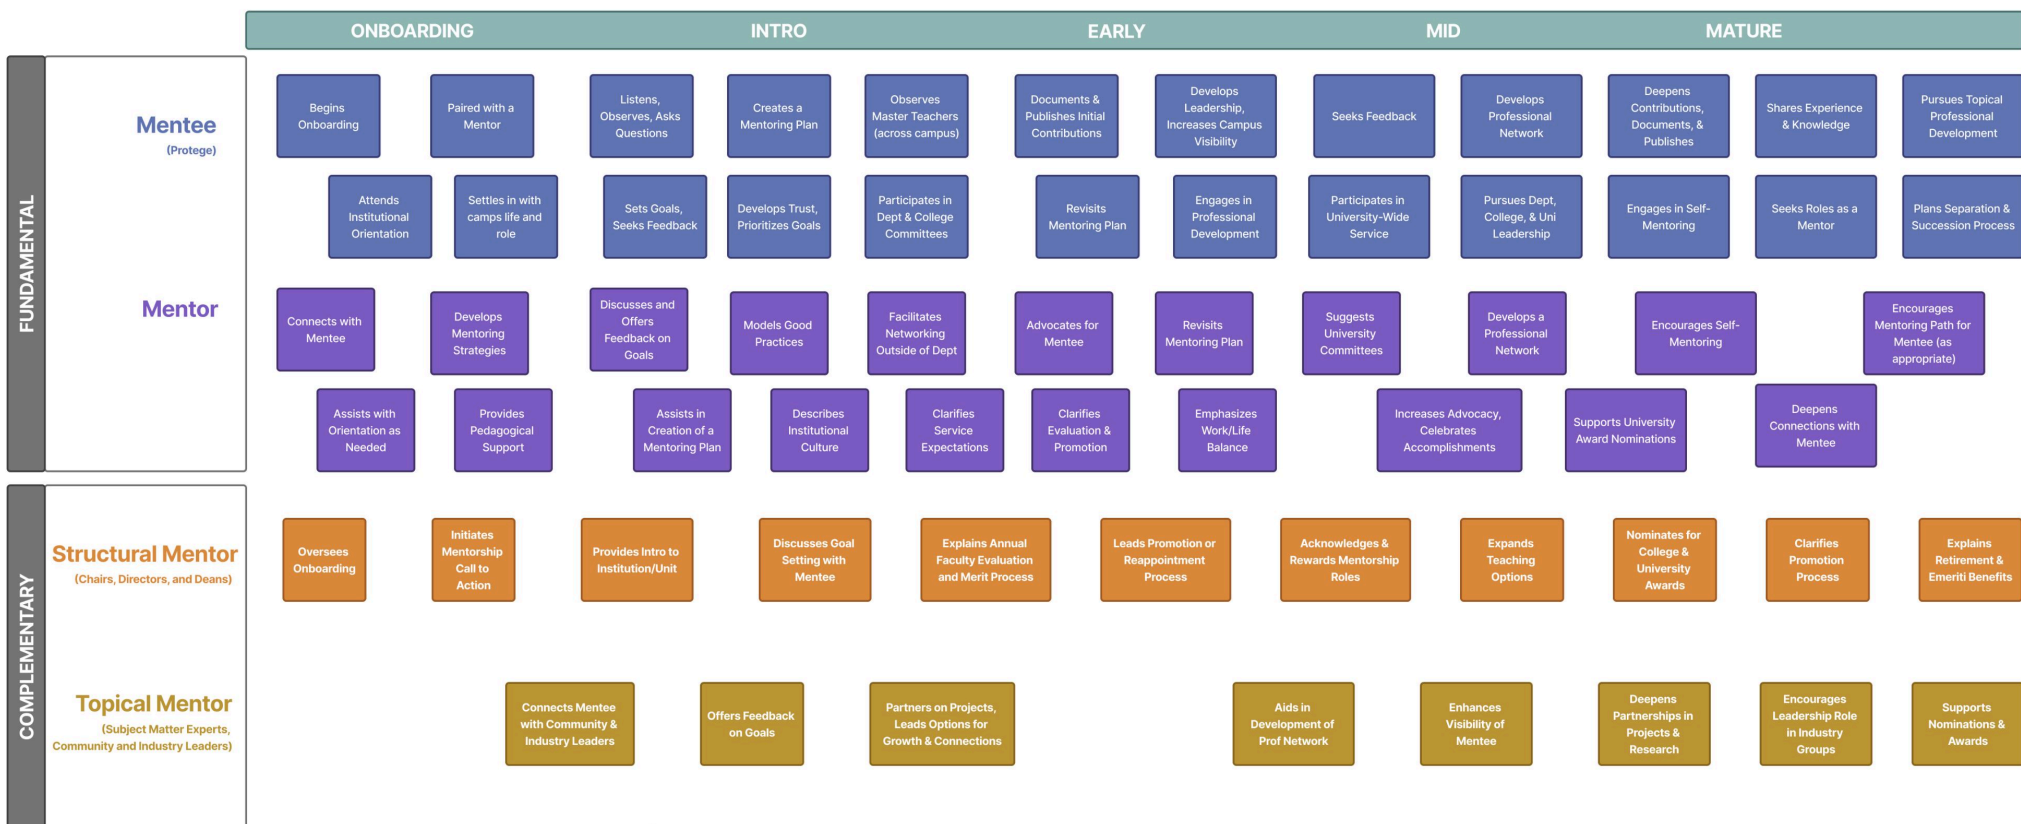 ONBOARDING
INTRO
EARLY
MID
MATURE
FUNDAMENTAL
Mentee
(Protege)
Begins
Onboarding
Paired with a
Mentor
Listens,
Observes, Asks
Questions
Creates a
Mentoring Plan
Observes
Master Teachers
(across campus)
Documents &
Publishes Initial
Contributions
Develops
Leadership,
Increases Campus
Visibility
Seeks Feedback
Develops
Professional
Network
Deepens
Contributions,
Documents, &
Publishes
Shares Experience
& Knowledge
Pursues Topical
Professional
Development
Attends
Institutional
Orientation
Settles in with
camps life and
role
Sets Goals,
Seeks Feedback
Develops Trust,
Prioritizes Goals
Participates in
Dept & College
Committees
Revisits
Mentoring Plan
Engages in
Professional
Development
Participates in
University-Wide
Service
Pursues Dept,
College, & Uni
Leadership
Engages in Self-
Mentoring
Seeks Roles as a
Mentor
Plans Separation &
Succession Process
Mentor
Connects with
Mentee
Develops
Mentoring
Strategies
Discusses and
Offers
Feedback on
Goals
Models Good
Practices
Facilitates
Networking
Outside of Dept
Advocates for
Mentee
Revisits
Mentoring Plan
Suggests
University
Committees
Develops a
Professional
Network
Encourages Self-
Mentoring
Encourages
Mentoring Path for
Mentee (as
appropriate)
Assists with
Orientation as
Needed
Provides
Pedagogical
Support
Assists in
Creation of a
Mentoring Plan
Describes
Institutional
Culture
Clarifies
Service
Expectations
Clarifies
Evaluation &
Promotion
Emphasizes
Work/Life
Balance
Increases Advocacy,
Celebrates
Accomplishments
Supports University
Award Nominations
Deepens
Connections with
Mentee
COMPLEMENTARY
Structural Mentor
(Chairs, Directors, and Deans)
Oversees
Onboarding
Initiates
Mentorship
Call to
Action
Provides Intro to
Institution/Unit
Discusses Goal
Setting with
Mentee
Explains Annual
Faculty Evaluation
and Merit Process
Leads Promotion or
Reappointment
Process
Acknowledges &
Rewards Mentorship
Roles
Expands
Teaching
Options
Nominates for
College &
University
Awards
Clarifies
Promotion
Process
Explains
Retirement &
Emeriti Benefits
Topical Mentor
(Subject Matter Experts,
Community and Industry Leaders)
Connects Mentee
with Community &
Industry Leaders
Offers Feedback
on Goals
Partners on Projects,
Leads Options for
Growth & Connections
Aids in
Development of
Prof Network
Enhances
Visibility of
Mentee
Deepens
Partnerships in
Projects &
Research
Encourages
Leadership Role
in Industry
Groups
Supports
Nominations &
Awards